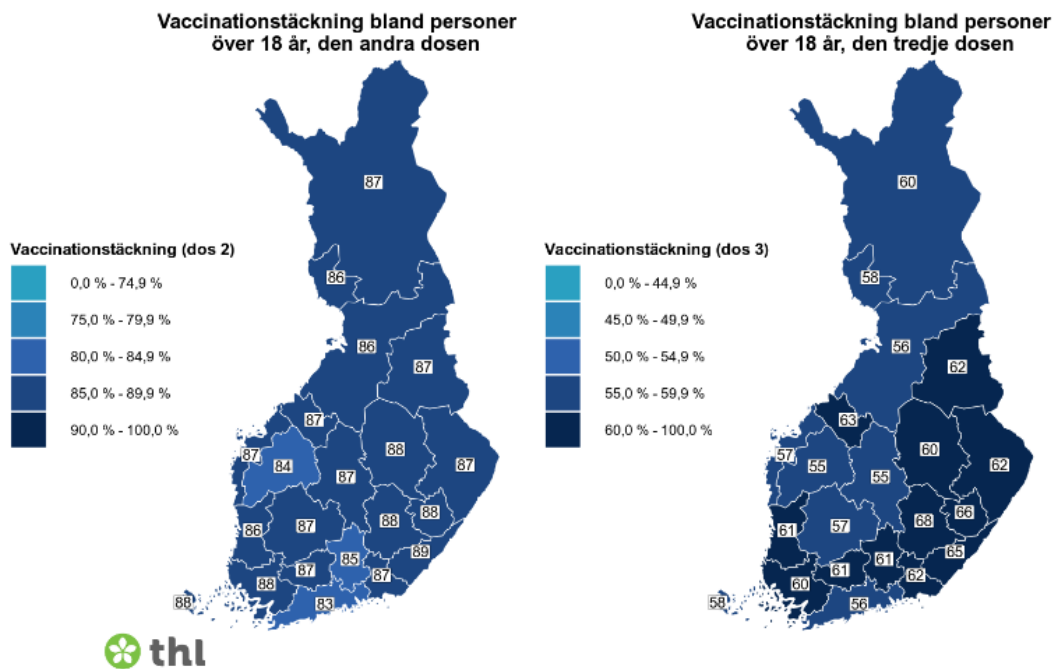 Vaccinationstäckning bland personer
över 18 år, den andra dosen
Vaccinationstäckning bland personer
över 18 år, den tredje dosen
Vaccinationstäckning (dos 2)
0,0 % - 74,9 %
75,0 % - 79,9 %
80,0 % - 84,9 %
85,0 % - 89,9 %
90,0 % - 100,0 %
87
86
86
87
87
87
84
87
88
87
86
87
88
88
85
89
88
87
87
88
83
Vaccinationstäckning (dos 3)
0,0 % - 44,9 %
45,0 % - 49,9 %
50,0 % - 54,9 %
55,0 % - 59,9 %
60,0 % - 100,0 %
60
58
56
62
63
57
55
55
60
62
61
57
68
66
61
65
60
61
62
58
56
thl